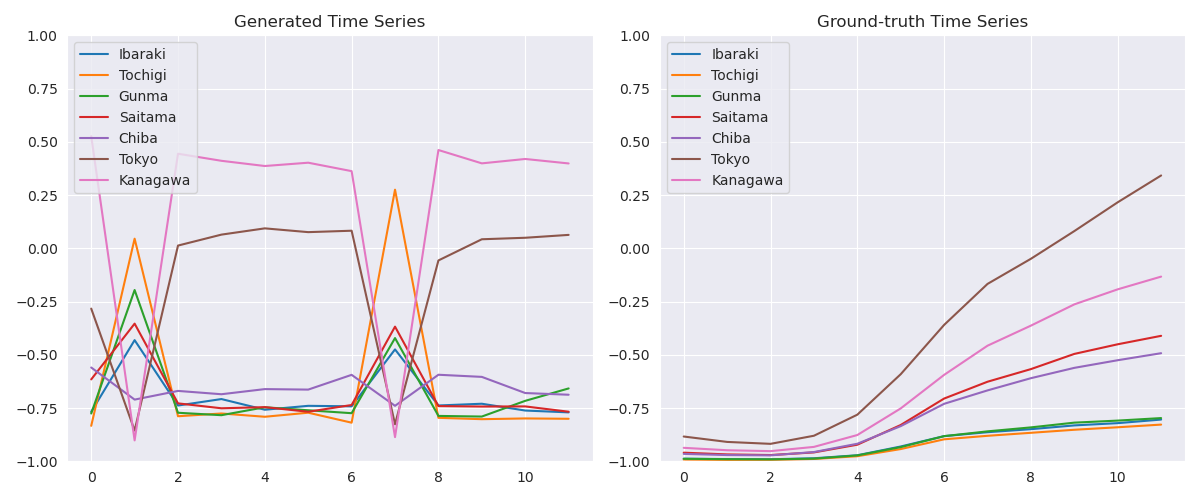 Generated Time Series
1.00
0.75
0.50
0.25
0.00
−0.25
−0.50
−0.75
−1.00
0 2 4 6 8 10
Ibaraki
Tochigi
Gunma
Saitama
Chiba
Tokyo
Kanagawa
Ground-truth Time Series
1.00
0.75
0.50
0.25
0.00
−0.25
−0.50
−0.75
−1.00
0 2 4 6 8 10
Ibaraki
Tochigi
Gunma
Saitama
Chiba
Tokyo
Kanagawa